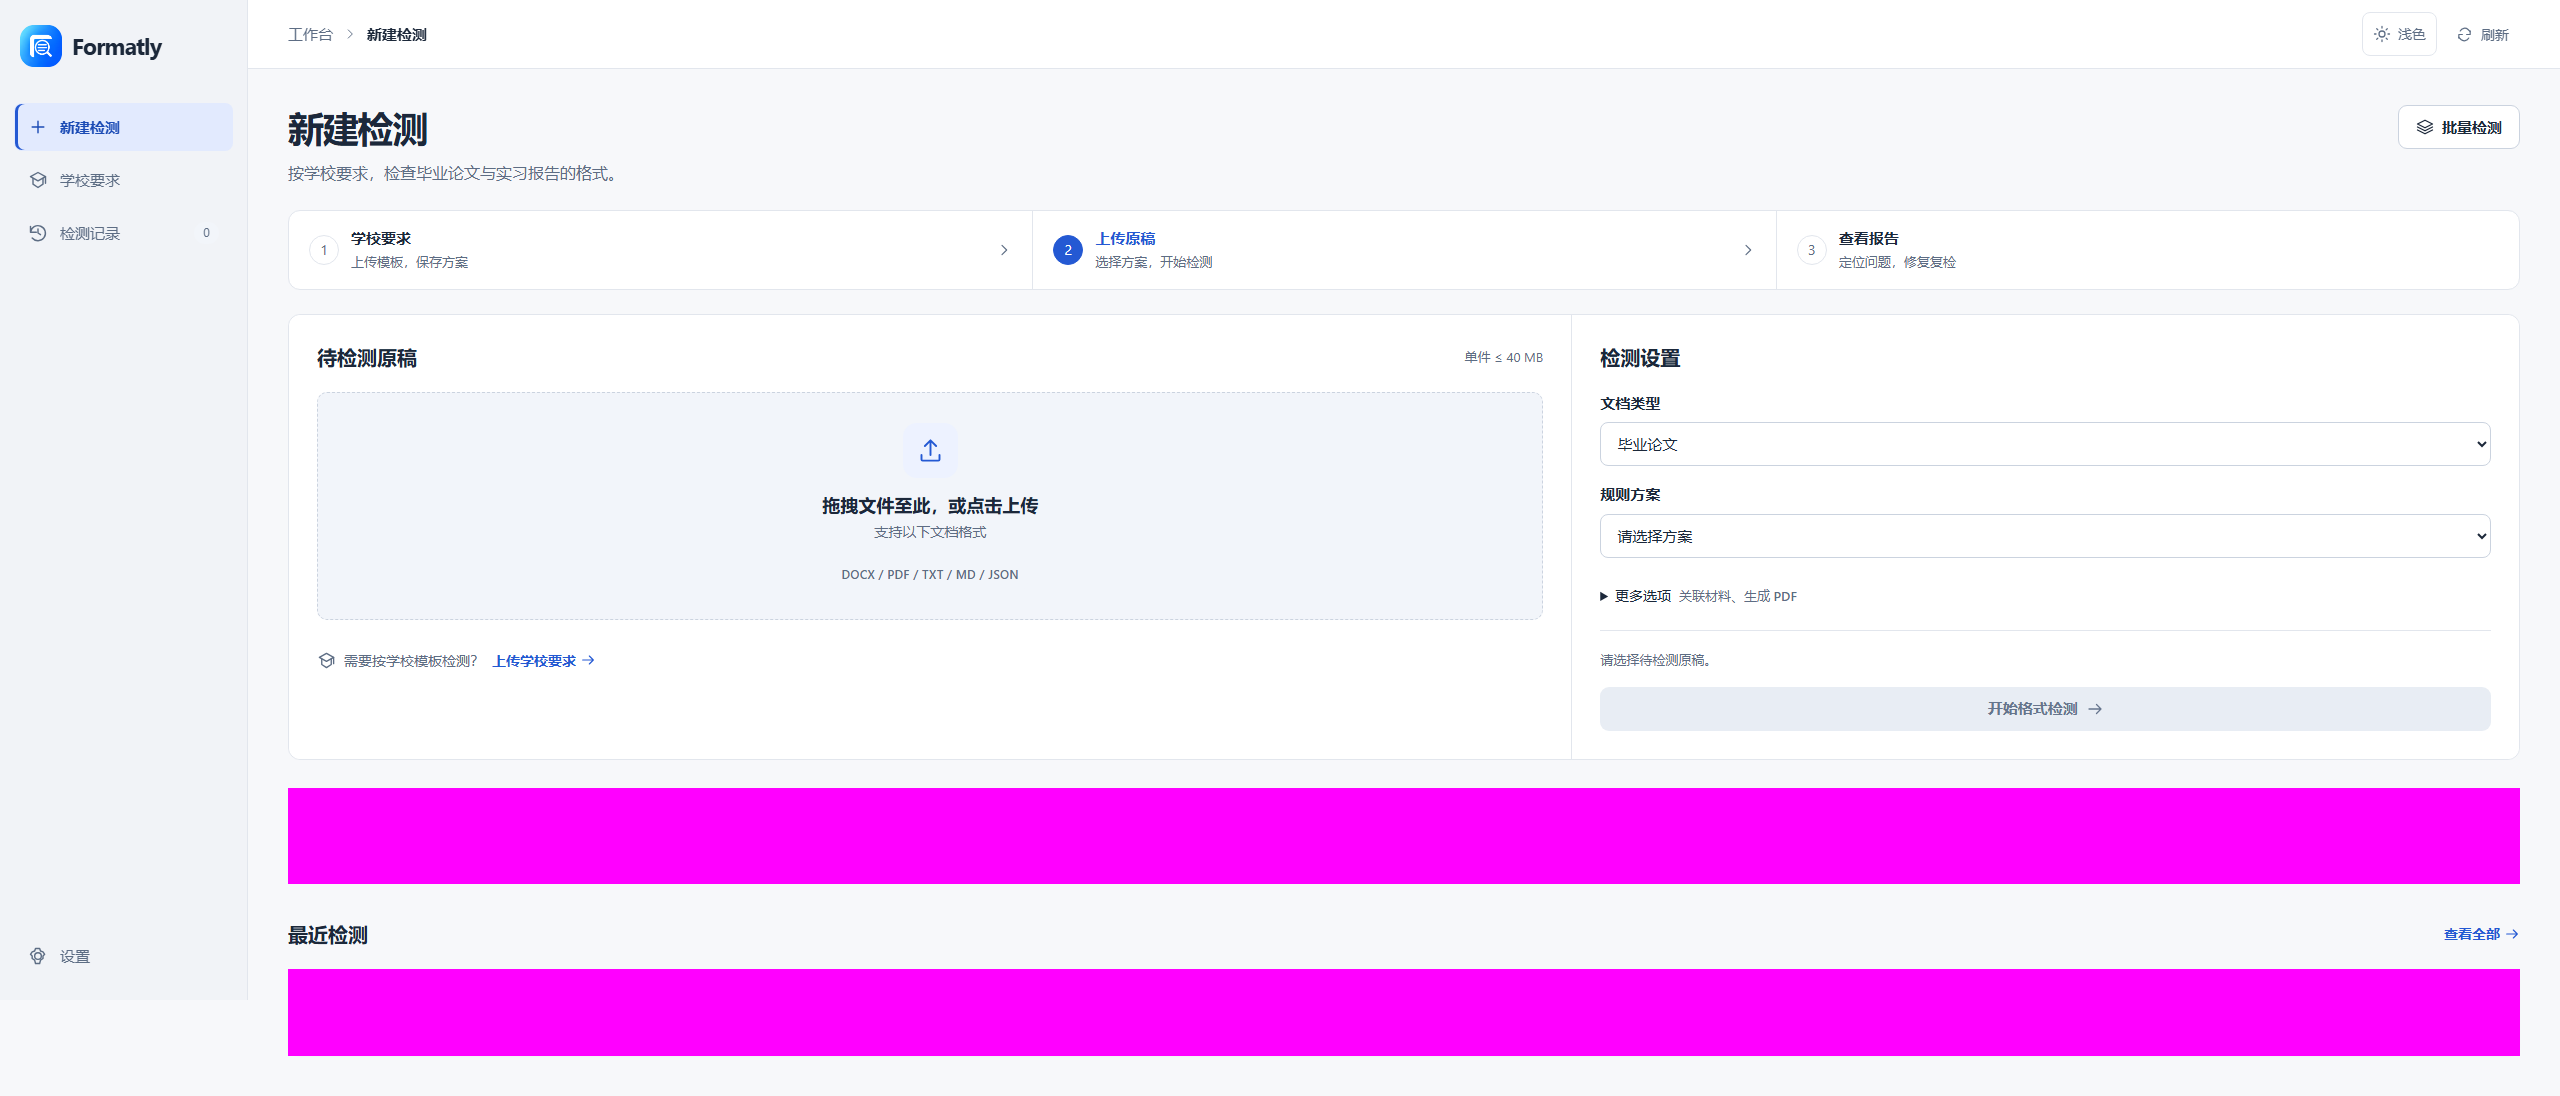 Formatly
新建检测
学校要求
检测记录 0
设置
工作台 > 新建检测
浅色
刷新
新建检测
按学校要求，检查毕业论文与实习报告的格式。
批量检测
1 学校要求
上传模板，保存方案
2 上传原稿
选择方案，开始检测
3 查看报告
定位问题，修复复检
待检测原稿
单件 ≤ 40 MB
拖拽文件至此，或点击上传
支持以下文档格式
DOCX / PDF / TXT / MD / JSON
需要按学校模板检测？ 上传学校要求 →
检测设置
文档类型
毕业论文
规则方案
请选择方案
▶ 更多选项 关联材料、生成 PDF
请选择待检测原稿。
开始格式检测 →
最近检测
查看全部 →